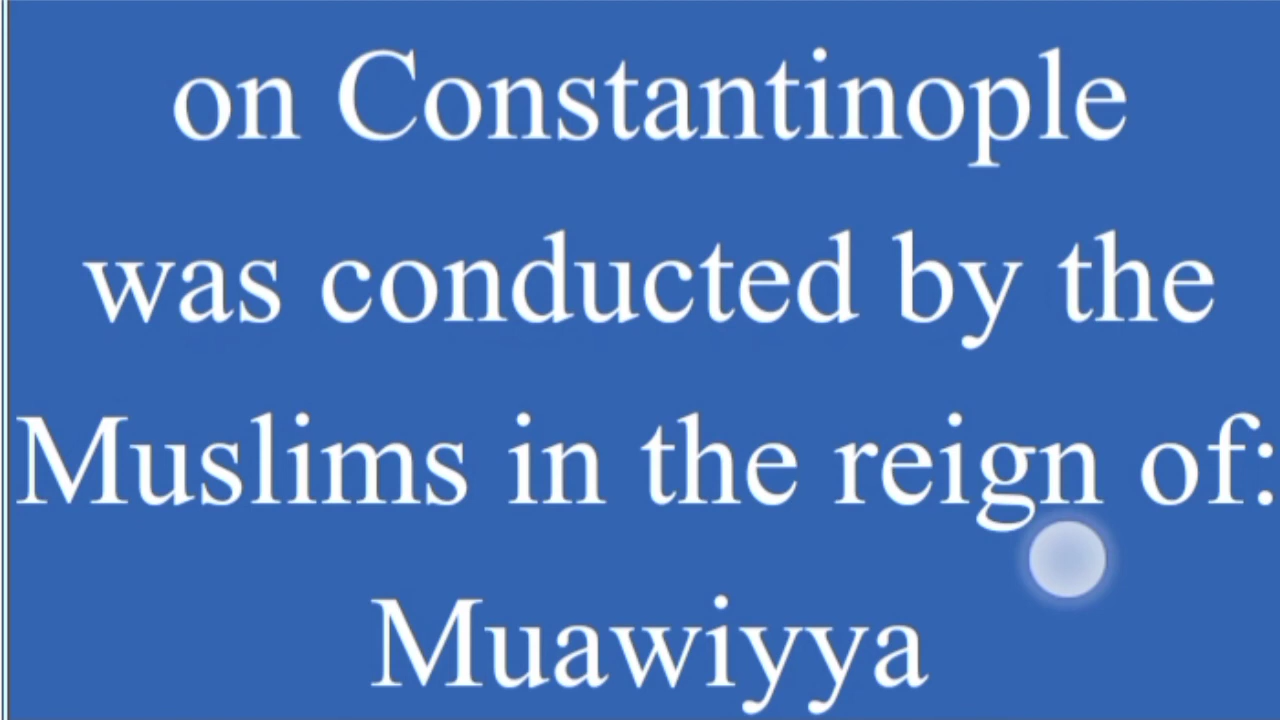 on Constantinople
was conducted by the
Muslims in the reign of:
Muawiyya